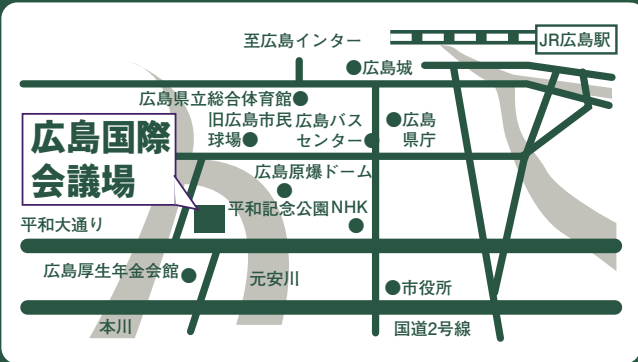 至広島インター
JR広島駅
広島城
広島県立総合体育館
旧広島市民
球場
広島バス
センター
広島
県庁
広島国際
会議場
広島原爆ドーム
平和記念公園
NHK
平和大通り
広島厚生年金会館
元安川
市役所
本川
国道2号線